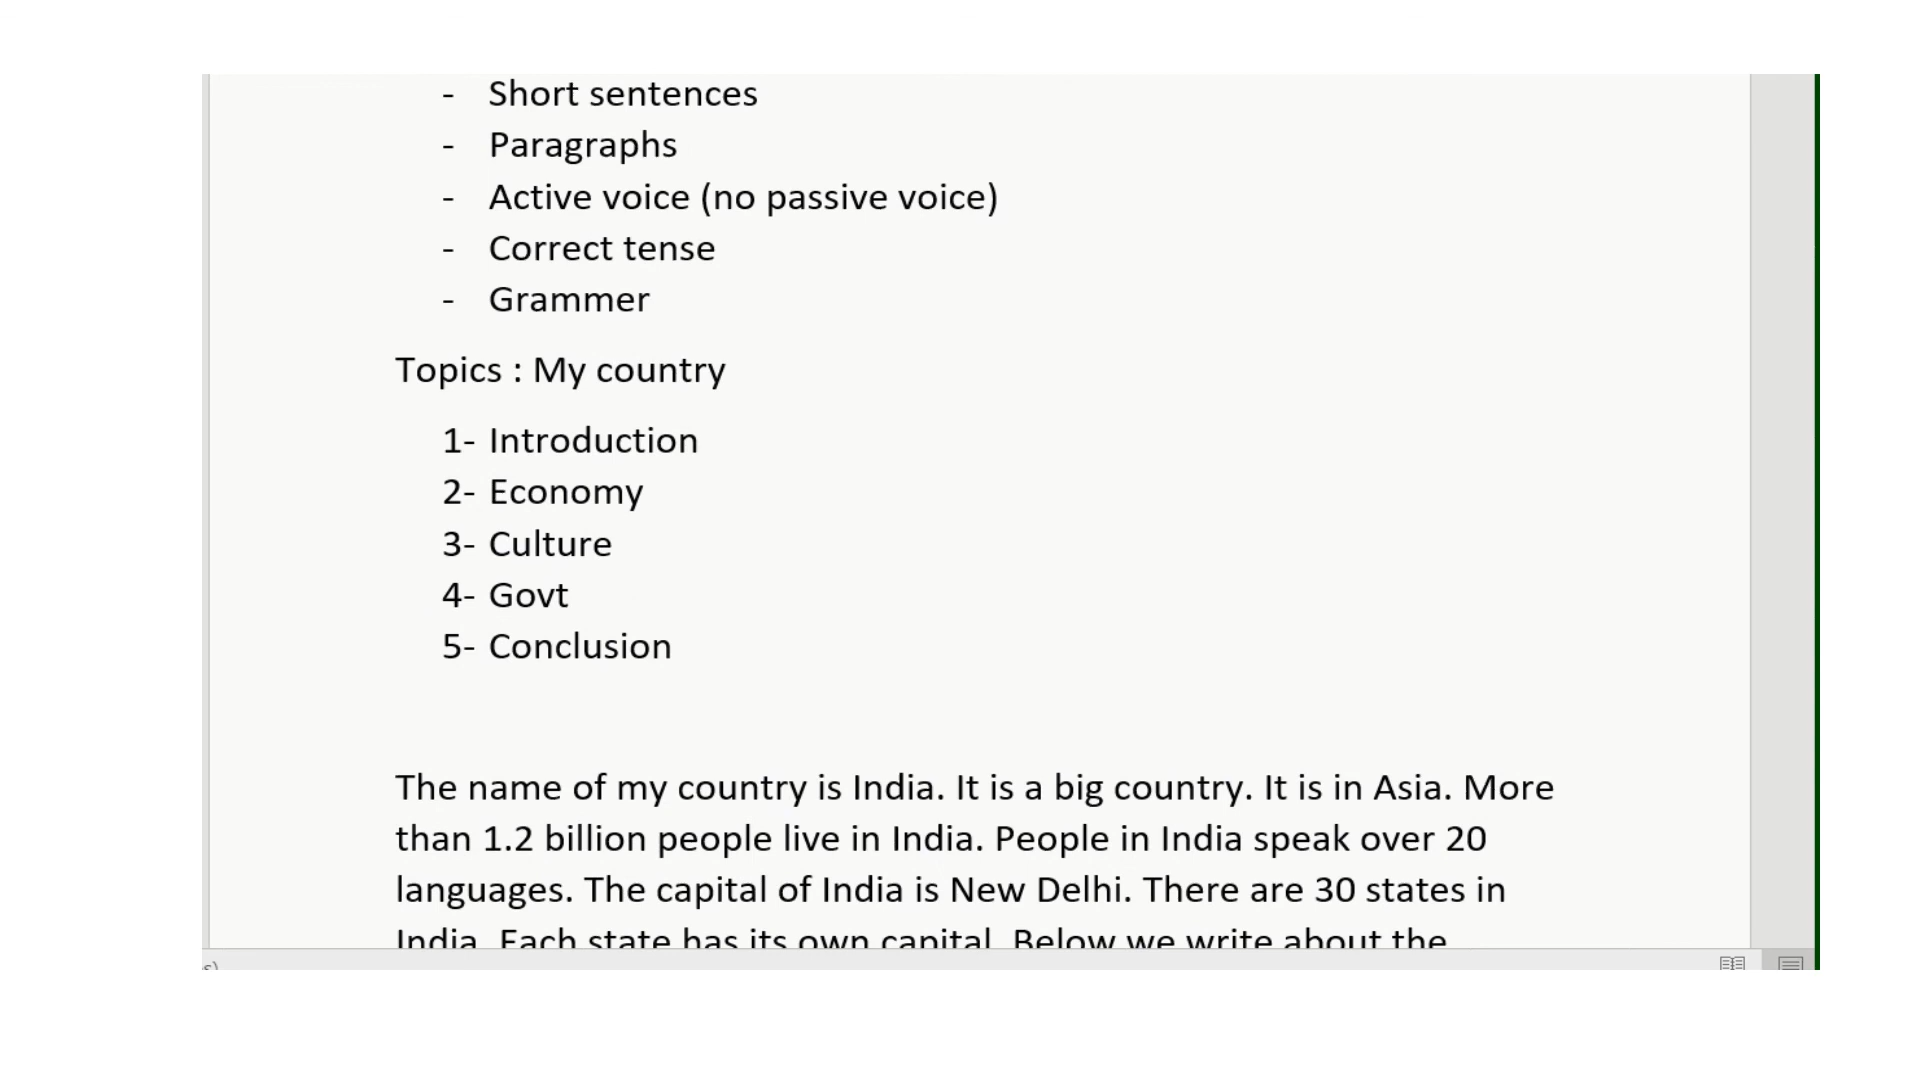 - Short sentences
- Paragraphs
- Active voice (no passive voice)
- Correct tense
- Grammer
Topics : My country
1- Introduction
2- Economy
3- Culture
4- Govt
5- Conclusion
The name of my country is India. It is a big country. It is in Asia. More
than 1.2 billion people live in India. People in India speak over 20
languages. The capital of India is New Delhi. There are 30 states in
India. Each state has its own capital. Below we write about the
s)